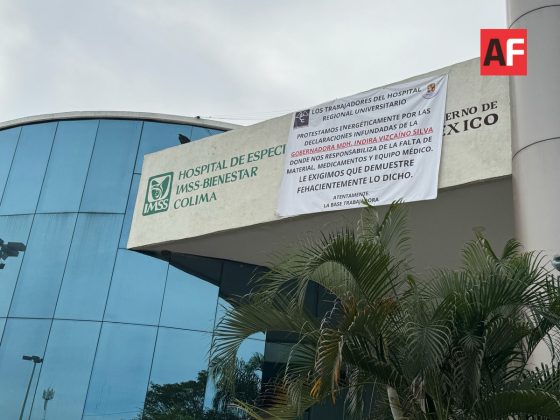 AF
LOS TRABAJADORES DEL HOSPITAL
REGIONAL UNIVERSITARIO
PROTESTAMOS ENERGÉTICAMENTE POR LAS
DECLARACIONES INFUNDADAS DE LA
GOBERNADORA MDH. INDIRA VIZCAÍNO SILVA
DONDE NOS RESPONSABILIZA DE LA FALTA DE
MATERIAL, MEDICAMENTOS Y EQUIPO MÉDICO.
LE EXIGIMOS QUE DEMUESTRE
FEHACIENTEMENTE LO DICHO.
ATENTAMENTE.
LA BASE TRABAJADORA
HOSPITAL DE ESPECI
IMSS-BIENESTAR
COLIMA
IMSS
ERNO DE
ÉXICO